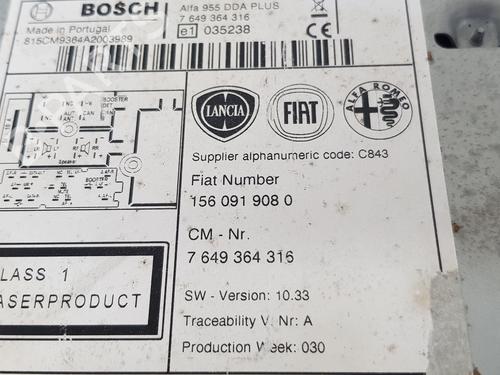 BOSCH
Alfa 955 DDA PLUS
7 649 364 316
Made in Portugal
e1 035238
815CM9364A2003989
LANCIA
FIAT
ALFA ROMEO
BOOSTER
Supplier alphanumeric code: C843
Fiat Number
156 091 908 0
CM - Nr.
7 649 364 316
LASS 1
ASERPRODUCT
SW - Version: 10.33
Traceability V. Nr: A
Production Week: 030